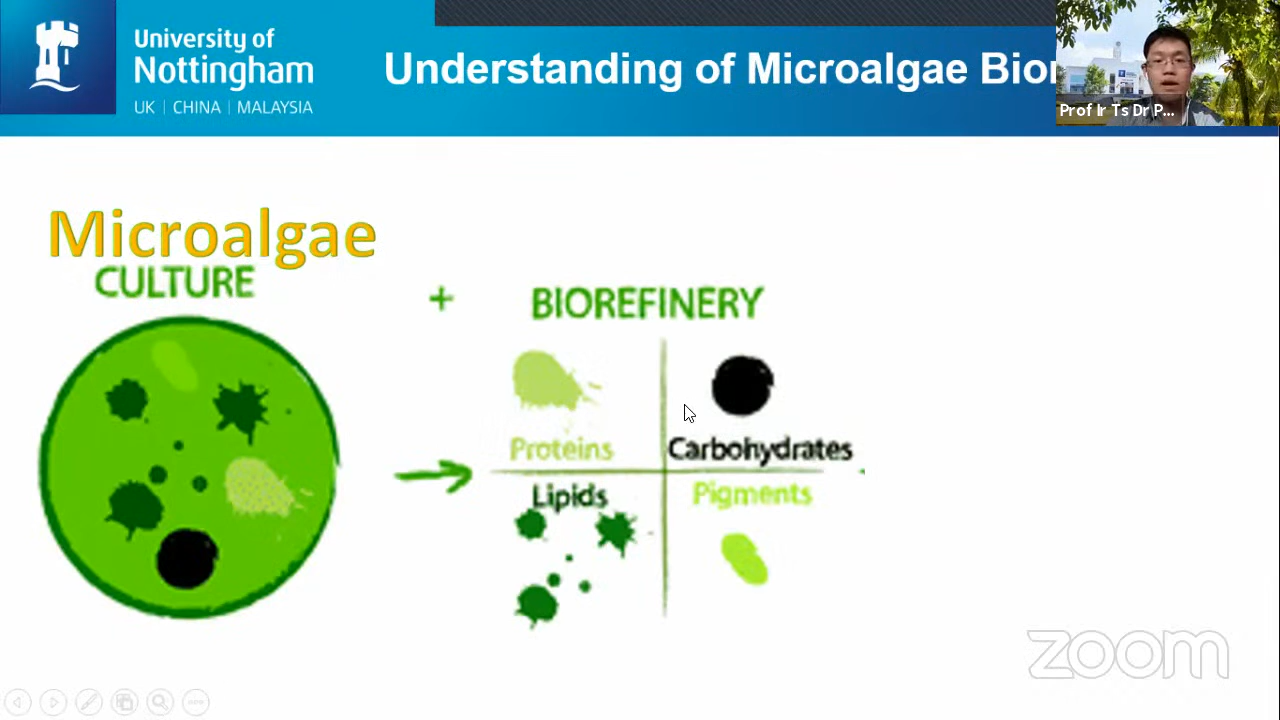 University of
Nottingham
UK | CHINA | MALAYSIA
Understanding of Microalgae Bior
Prof Ir Ts Dr P...
Microalgae
CULTURE
+
BIOREFINERY
Proteins
Carbohydrates
Lipids
Pigments
zoom